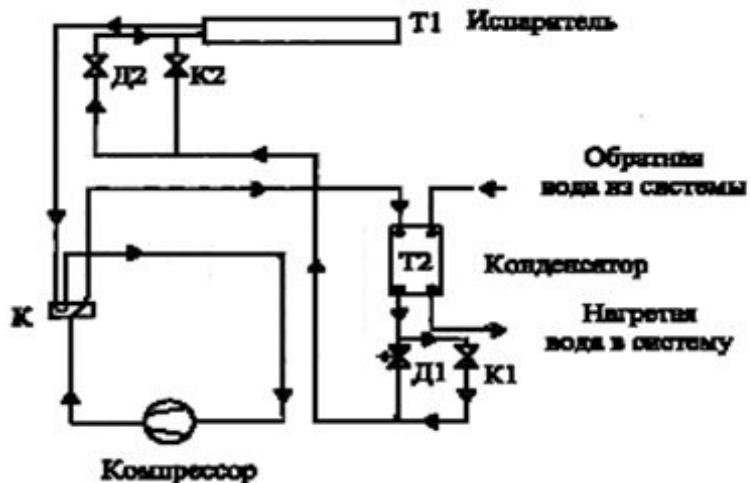 Т1 Испаритель
Д2
К2
Обратная
вода из системы
Т2
Конденсатор
К
Нагретая
вода в систему
Д1
К1
Компрессор